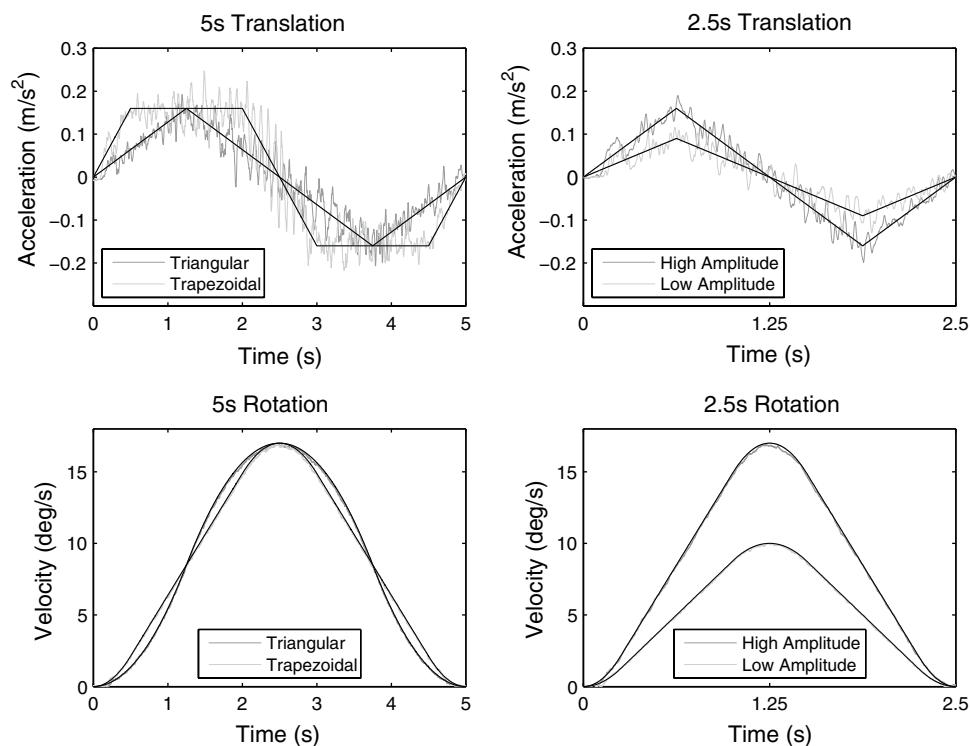 5s Translation
Acceleration (m/s²)
0.3
0.2
0.1
0
−0.1
−0.2
Triangular
Trapezoidal
0 1 2 3 4 5
Time (s)
2.5s Translation
Acceleration (m/s²)
0.3
0.2
0.1
0
−0.1
−0.2
High Amplitude
Low Amplitude
0 1.25 2.5
Time (s)
5s Rotation
Velocity (deg/s)
15
10
5
0
Triangular
Trapezoidal
0 1 2 3 4 5
Time (s)
2.5s Rotation
Velocity (deg/s)
15
10
5
0
High Amplitude
Low Amplitude
0 1.25 2.5
Time (s)